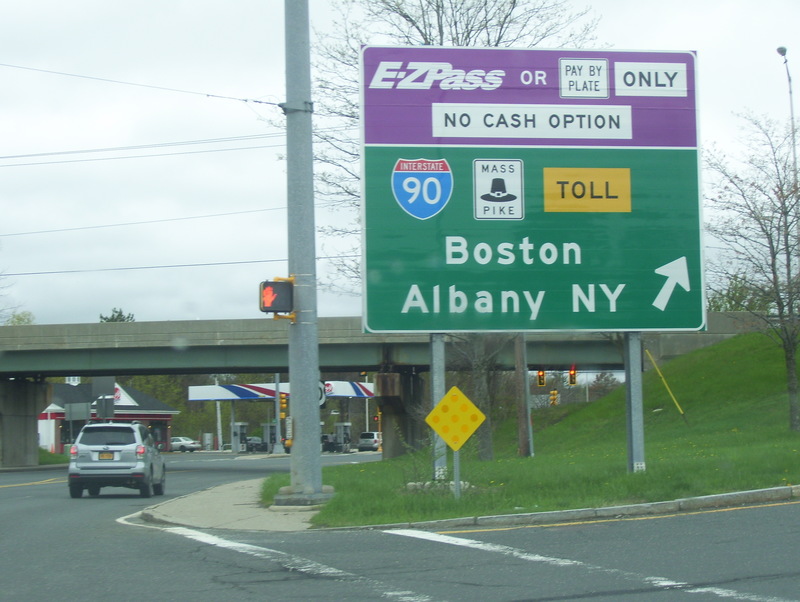 E-ZPass OR PAY BY PLATE ONLY
NO CASH OPTION
INTERSTATE 90 MASS PIKE TOLL
Boston
Albany NY